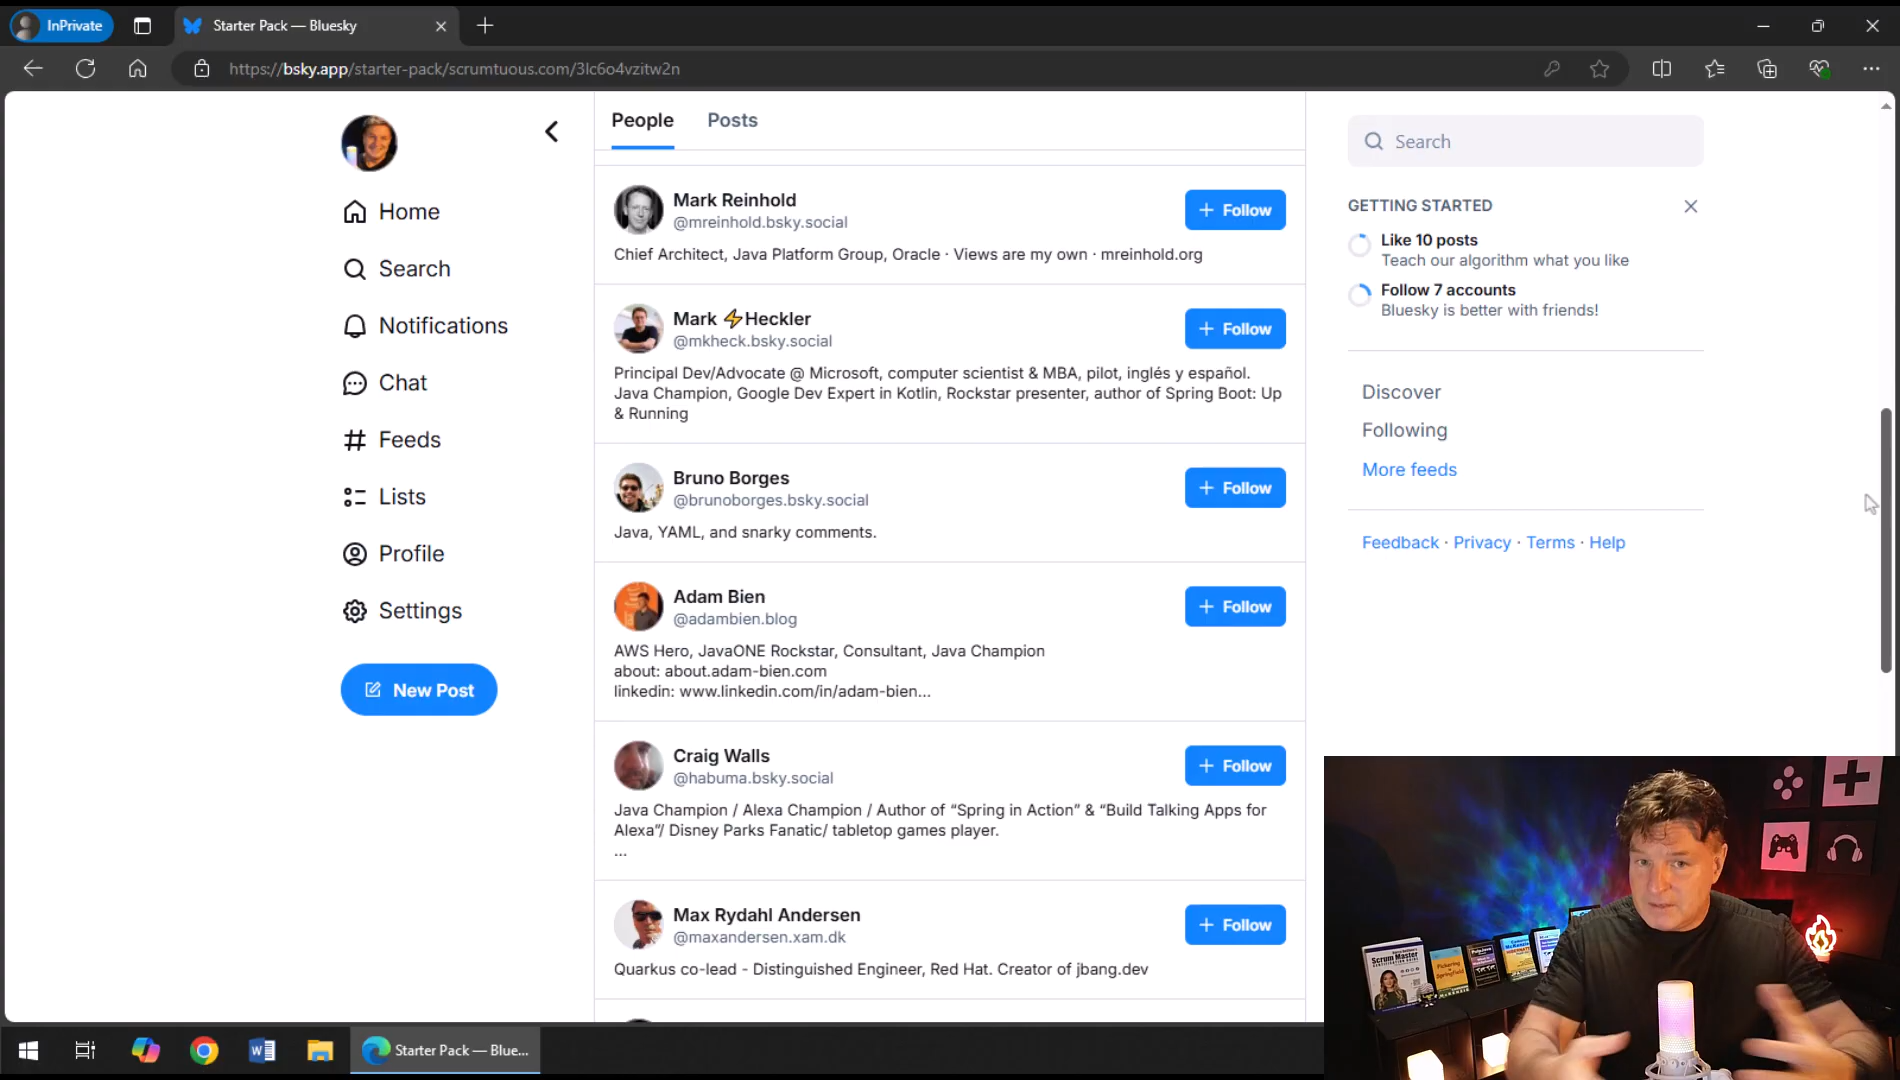 InPrivate
Starter Pack — Bluesky
https://bsky.app/starter-pack/scrumtuous.com/3lc6o4vzitw2n
Home
Search
Notifications
Chat
Feeds
Lists
Profile
Settings
New Post
People
Posts
Mark Reinhold
@mreinhold.bsky.social
+ Follow
Chief Architect, Java Platform Group, Oracle · Views are my own · mreinhold.org
Mark ⚡Heckler
@mkheck.bsky.social
+ Follow
Principal Dev/Advocate @ Microsoft, computer scientist & MBA, pilot, inglés y español.
Java Champion, Google Dev Expert in Kotlin, Rockstar presenter, author of Spring Boot: Up
& Running
Bruno Borges
@brunoborges.bsky.social
+ Follow
Java, YAML, and snarky comments.
Adam Bien
@adambien.blog
+ Follow
AWS Hero, JavaONE Rockstar, Consultant, Java Champion
about: about.adam-bien.com
linkedin: www.linkedin.com/in/adam-bien...
Craig Walls
@habuma.bsky.social
+ Follow
Java Champion / Alexa Champion / Author of “Spring in Action” & “Build Talking Apps for
Alexa”/ Disney Parks Fanatic/ tabletop games player.
...
Max Rydahl Andersen
@maxandersen.xam.dk
+ Follow
Quarkus co-lead - Distinguished Engineer, Red Hat. Creator of jbang.dev
Search
GETTING STARTED
Like 10 posts
Teach our algorithm what you like
Follow 7 accounts
Bluesky is better with friends!
Discover
Following
More feeds
Feedback · Privacy · Terms · Help
Scrum Master
Starter Pack — Blue...